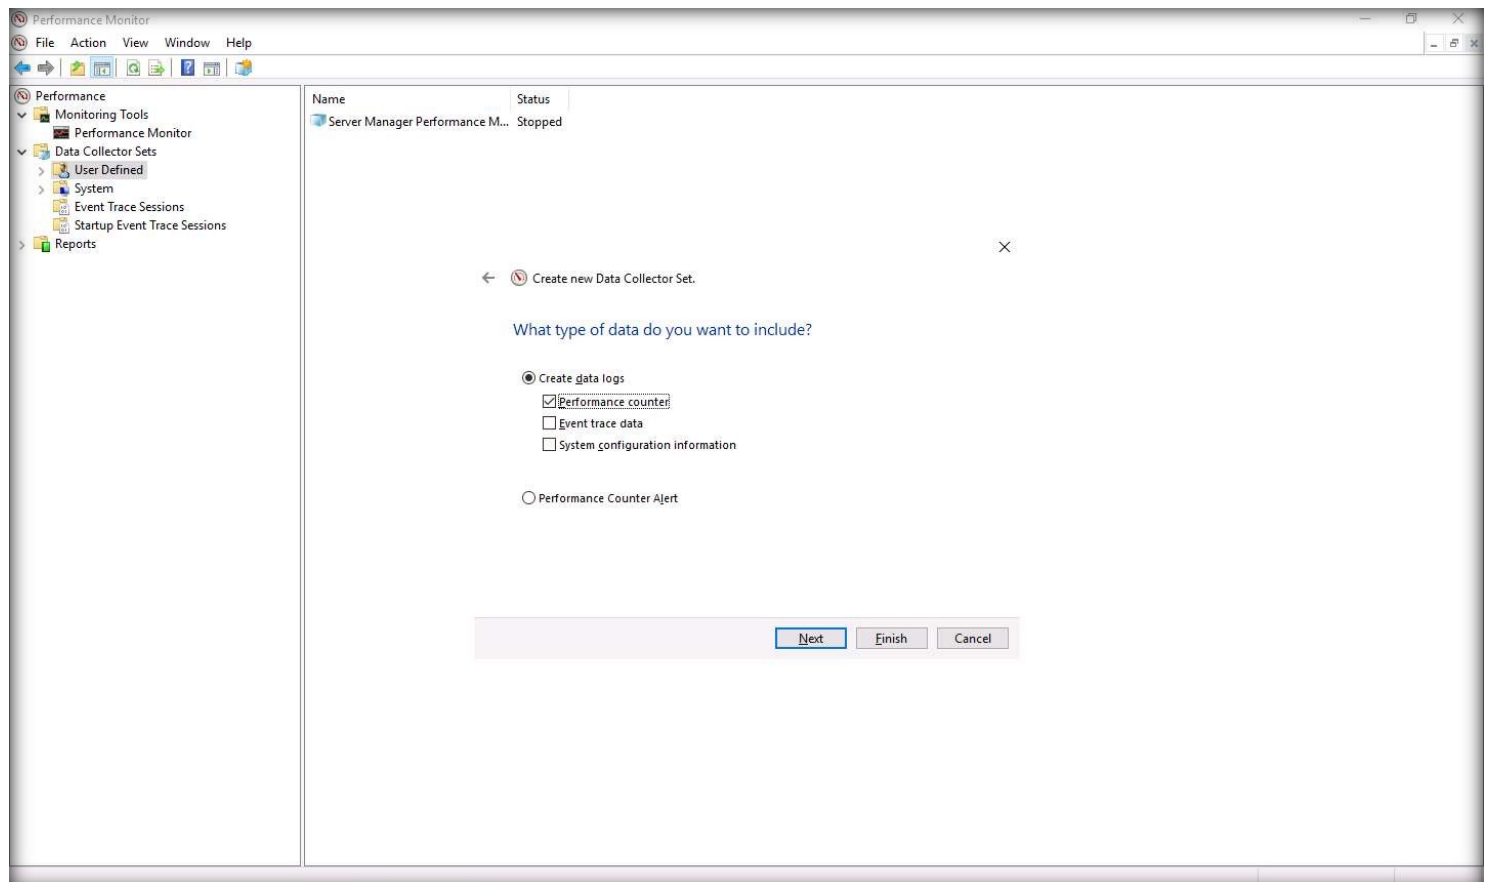 Performance Monitor
File Action View Window Help
Performance
Monitoring Tools
Performance Monitor
Data Collector Sets
User Defined
System
Event Trace Sessions
Startup Event Trace Sessions
Reports
Name Status
Server Manager Performance M... Stopped
Create new Data Collector Set.
What type of data do you want to include?
Create data logs
Performance counter
Event trace data
System configuration information
Performance Counter Alert
Next Finish Cancel